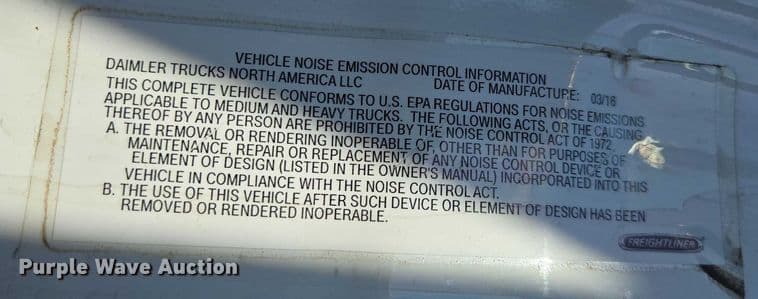 VEHICLE NOISE EMISSION CONTROL INFORMATION
DAIMLER TRUCKS NORTH AMERICA LLC DATE OF MANUFACTURE: 03/16
THIS COMPLETE VEHICLE CONFORMS TO U.S. EPA REGULATIONS FOR NOISE EMISSIONS
APPLICABLE TO MEDIUM AND HEAVY TRUCKS. THE FOLLOWING ACTS, OR THE CAUSING
THEREOF BY ANY PERSON ARE PROHIBITED BY THE NOISE CONTROL ACT OF 1972
A. THE REMOVAL OR RENDERING INOPERABLE OF, OTHER THAN FOR PURPOSES OF
MAINTENANCE, REPAIR OR REPLACEMENT, OF ANY NOISE CONTROL DEVICE OR
ELEMENT OF DESIGN (LISTED IN THE OWNER'S MANUAL) INCORPORATED INTO THIS
VEHICLE IN COMPLIANCE WITH THE NOISE CONTROL ACT.
B. THE USE OF THIS VEHICLE AFTER SUCH DEVICE OR ELEMENT OF DESIGN HAS BEEN
REMOVED OR RENDERED INOPERABLE.
FREIGHTLINER
Purple Wave Auction